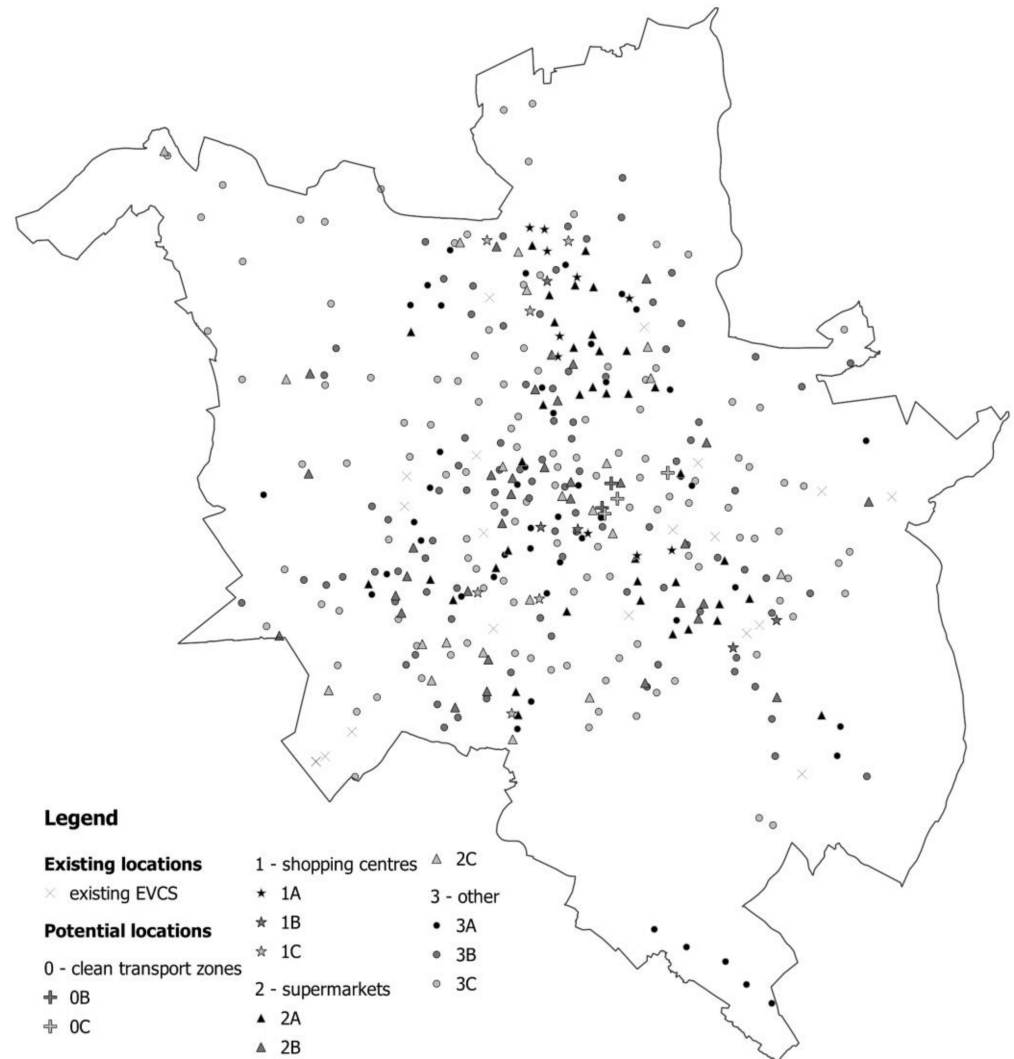 Legend
Existing locations
existing EVCS
Potential locations
0 - clean transport zones
0B
0C
1 - shopping centres
1A
1B
1C
2 - supermarkets
2A
2B
2C
3 - other
3A
3B
3C